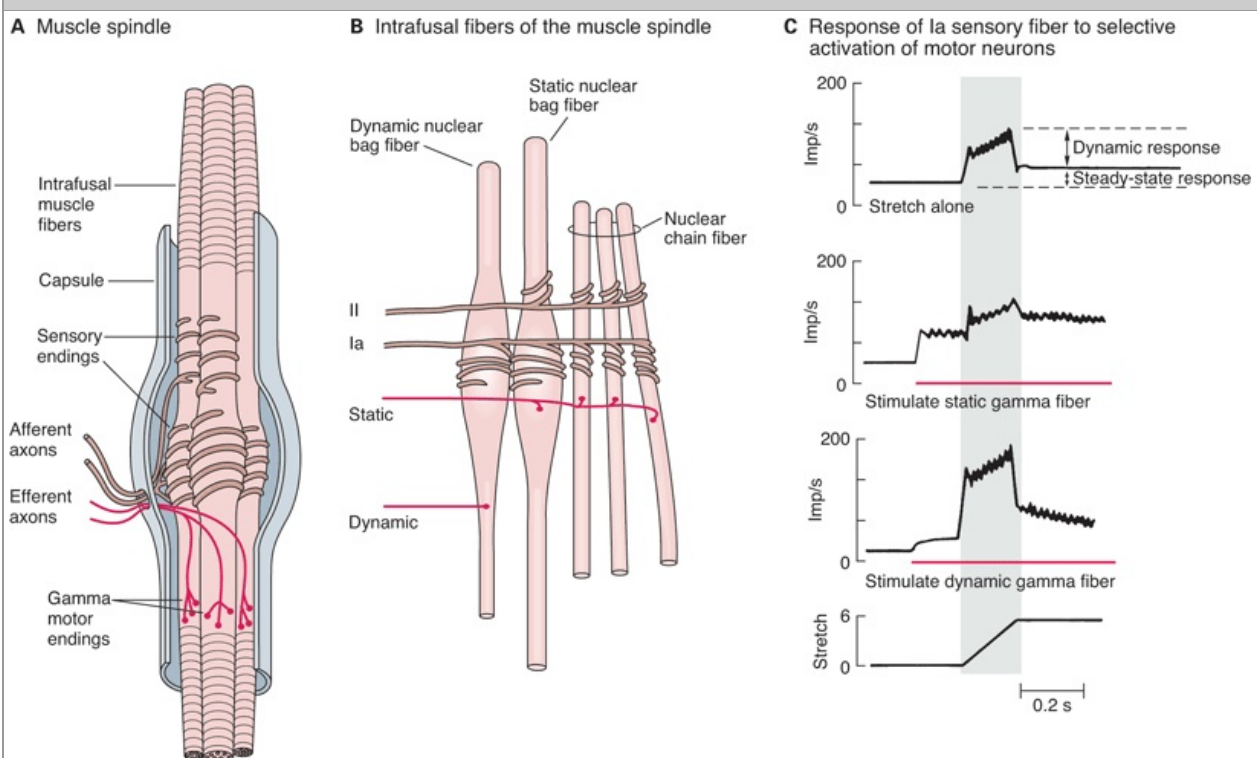 A Muscle spindle
Intrafusal
muscle
fibers
Capsule
Sensory
endings
Afferent
axons
Efferent
axons
Gamma
motor
endings
B Intrafusal fibers of the muscle spindle
Static nuclear
bag fiber
Dynamic nuclear
bag fiber
Nuclear
chain fiber
II
Ia
Static
Dynamic
C Response of Ia sensory fiber to selective
activation of motor neurons
200
Imp/s
0
Dynamic response
Steady-state response
Stretch alone
200
Imp/s
0
Stimulate static gamma fiber
200
Imp/s
0
Stimulate dynamic gamma fiber
6
Stretch
0
0.2 s